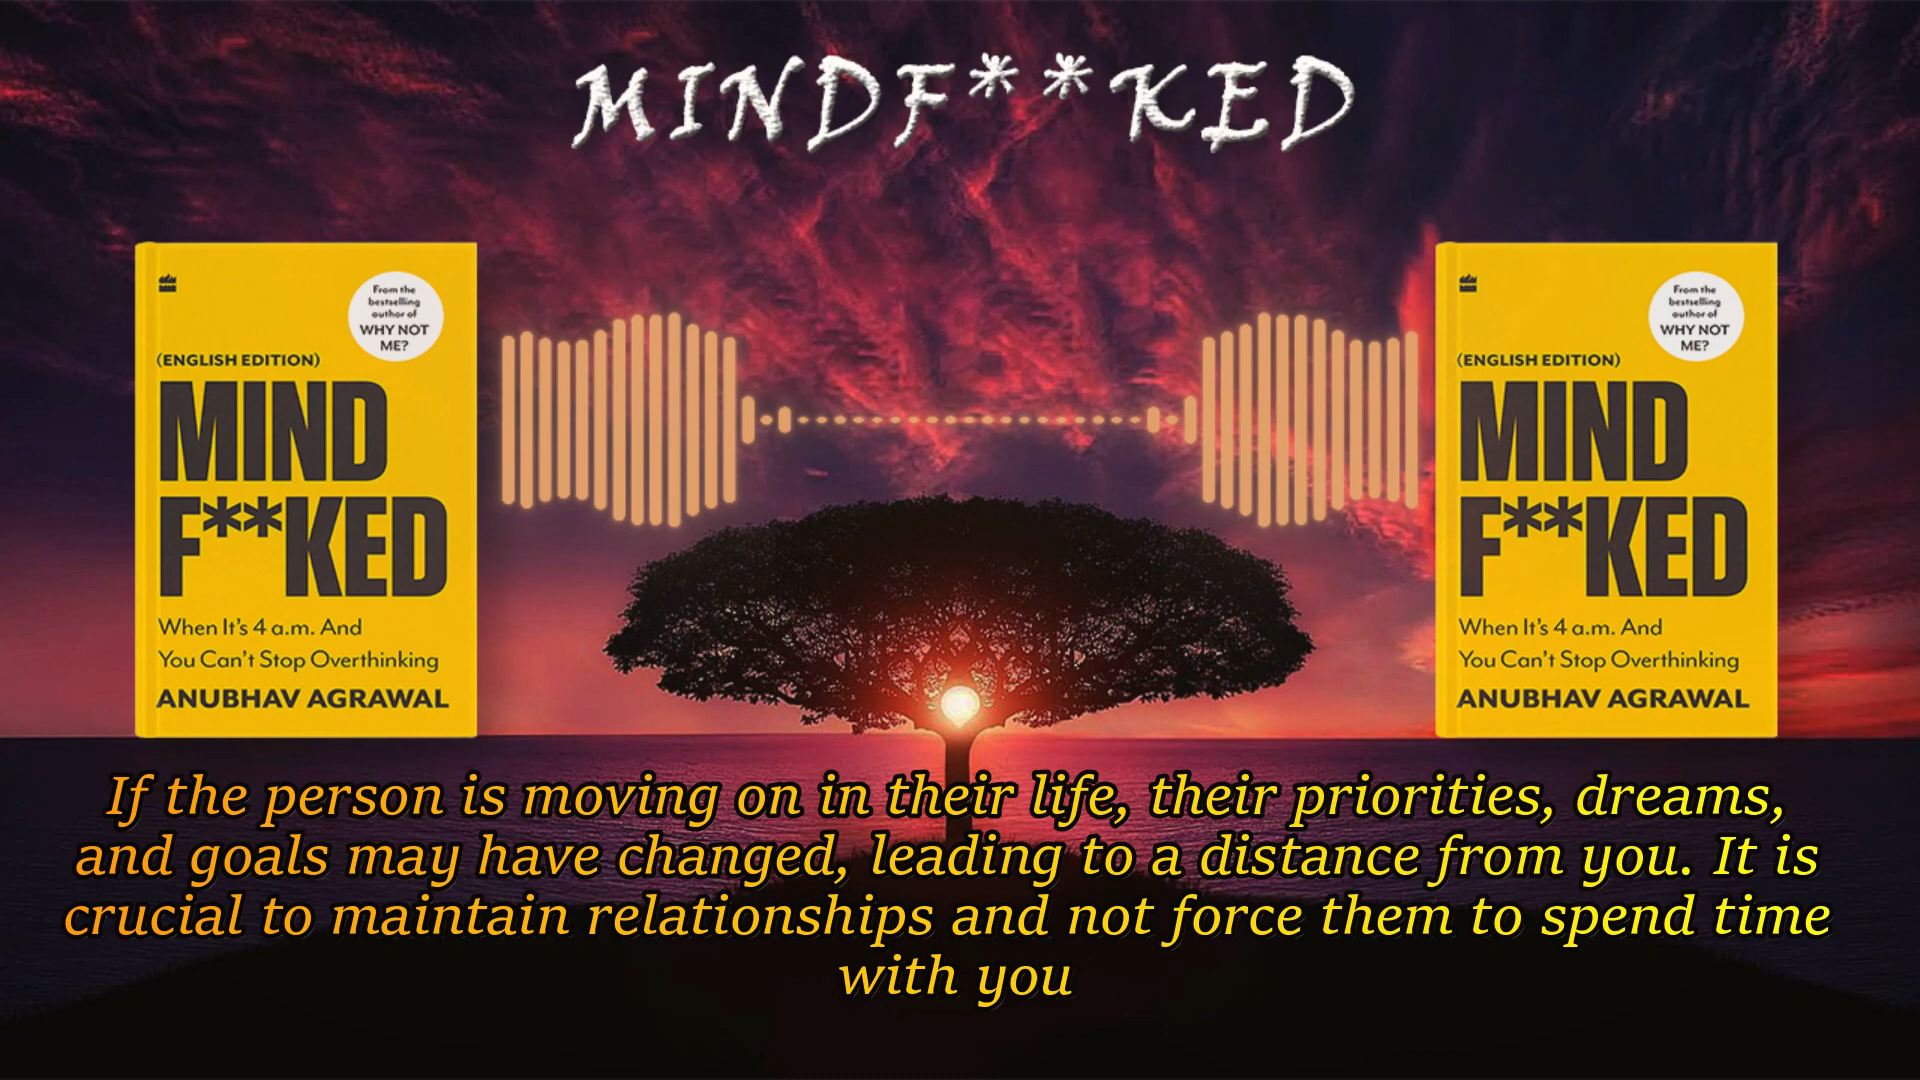 MINDF**KED
From the
bestselling
author of
WHY NOT
ME?
(ENGLISH EDITION)
MIND
F**KED
When It's 4 a.m. And
You Can't Stop Overthinking
ANUBHAV AGRAWAL
From the
bestselling
author of
WHY NOT
ME?
(ENGLISH EDITION)
MIND
F**KED
When It's 4 a.m. And
You Can't Stop Overthinking
ANUBHAV AGRAWAL
If the person is moving on in their life, their priorities, dreams,
and goals may have changed, leading to a distance from you. It is
crucial to maintain relationships and not force them to spend time
with you